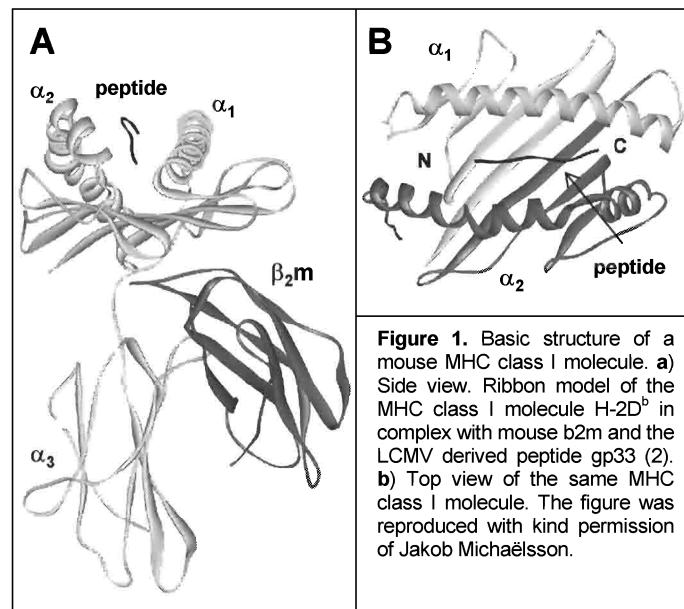 A
α2
peptide
α1
β2m
α3
B
α1
N
C
peptide
α2
Figure 1. Basic structure of a
mouse MHC class I molecule. a)
Side view. Ribbon model of the
MHC class I molecule H-2Db in
complex with mouse b2m and the
LCMV derived peptide gp33 (2).
b) Top view of the same MHC
class I molecule. The figure was
reproduced with kind permission
of Jakob Michaëlsson.